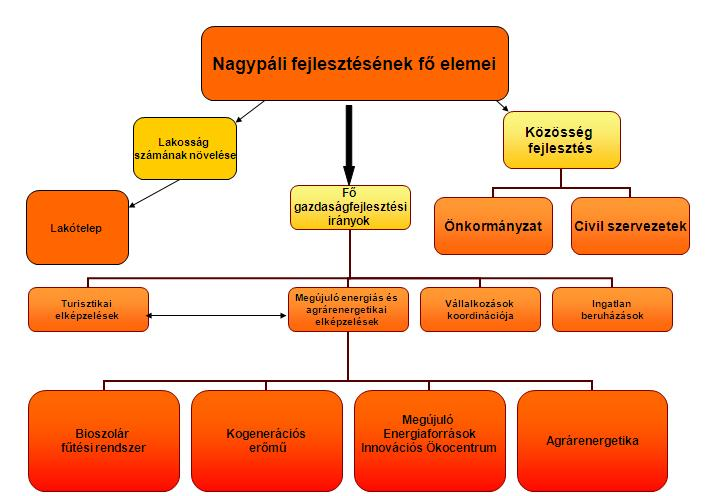 Nagypáli fejlesztésének fő elemei
Lakosság
számának növelése
Közösség
fejlesztés
Fő
gazdaságfejlesztési
irányok
Lakótelep
Önkormányzat
Civil szervezetek
Turisztikai
elképzelések
Megújuló energiás és
agrárenergetikai
elképzelések
Vállalkozások
koordinációja
Ingatlan
beruházások
Bioszolár
fűtési rendszer
Kogenerációs
erőmű
Megújuló
Energiaforrások
Innovációs Ökocentrum
Agrárenergetika